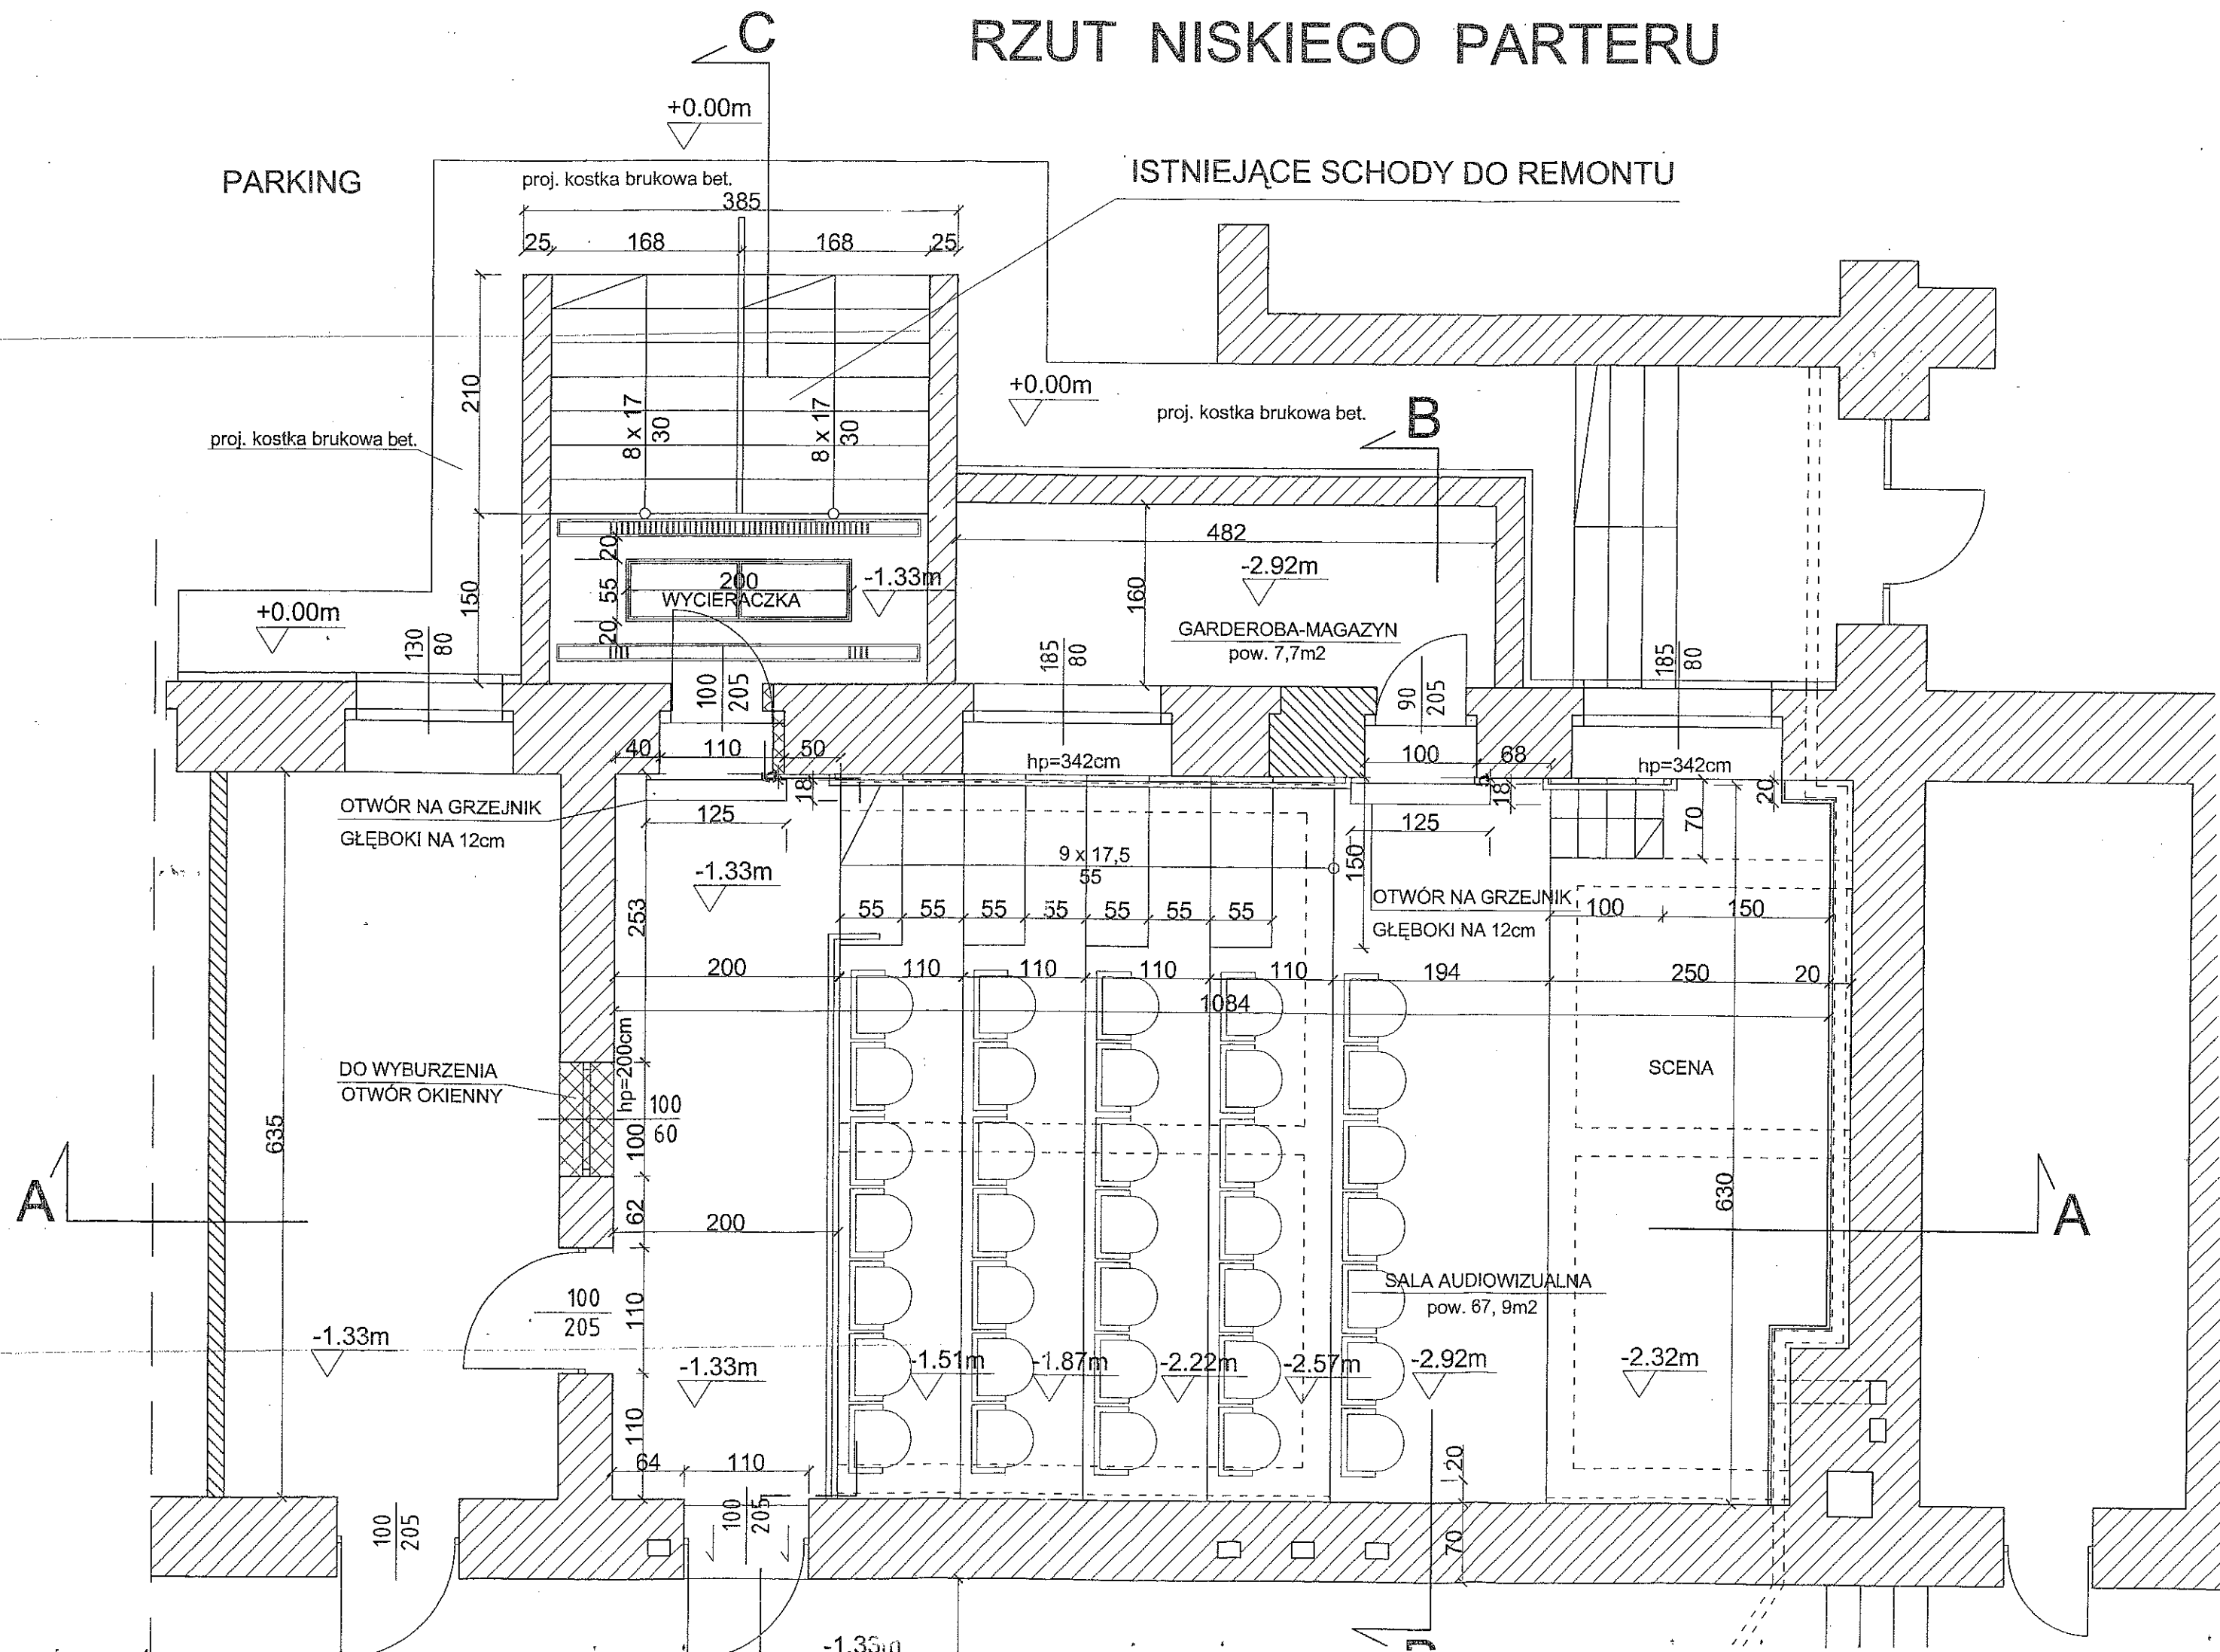 RZUT NISKIEGO PARTERU
C
+0.00m
PARKING
proj. kostka brukowa bet.
ISTNIEJĄCE SCHODY DO REMONTU
385
25
168
168
25
210
8 x 17
30
8 x 17
30
+0.00m
proj. kostka brukowa bet.
B
proj. kostka brukowa bet.
482
-2.92m
160
GARDEROBA-MAGAZYN
pow. 7,7m2
150
20
55
20
200
WYCIERACZKA
-1.33m
+0.00m
130
80
100
205
185
80
90
205
185
80
40
110
50
hp=342cm
100
68
hp=342cm
OTWÓR NA GRZEJNIK
GŁĘBOKI NA 12cm
125
18
18
125
70
20
-1.33m
9 x 17,5
55
150
OTWÓR NA GRZEJNIK
GŁĘBOKI NA 12cm
253
55
55
55
55
55
55
55
100
150
200
110
110
110
110
194
250
20
1084
DO WYBURZENIA
OTWÓR OKIENNY
hp=200cm
100
60
100
SCENA
635
A
62
200
630
A
100
205
110
SALA AUDIOWIZUALNA
pow. 67, 9m2
-1.33m
-1.33m
-1.51m
-1.87m
-2.22m
-2.57m
-2.92m
-2.32m
110
64
110
20
100
205
100
205
70
-1.33m